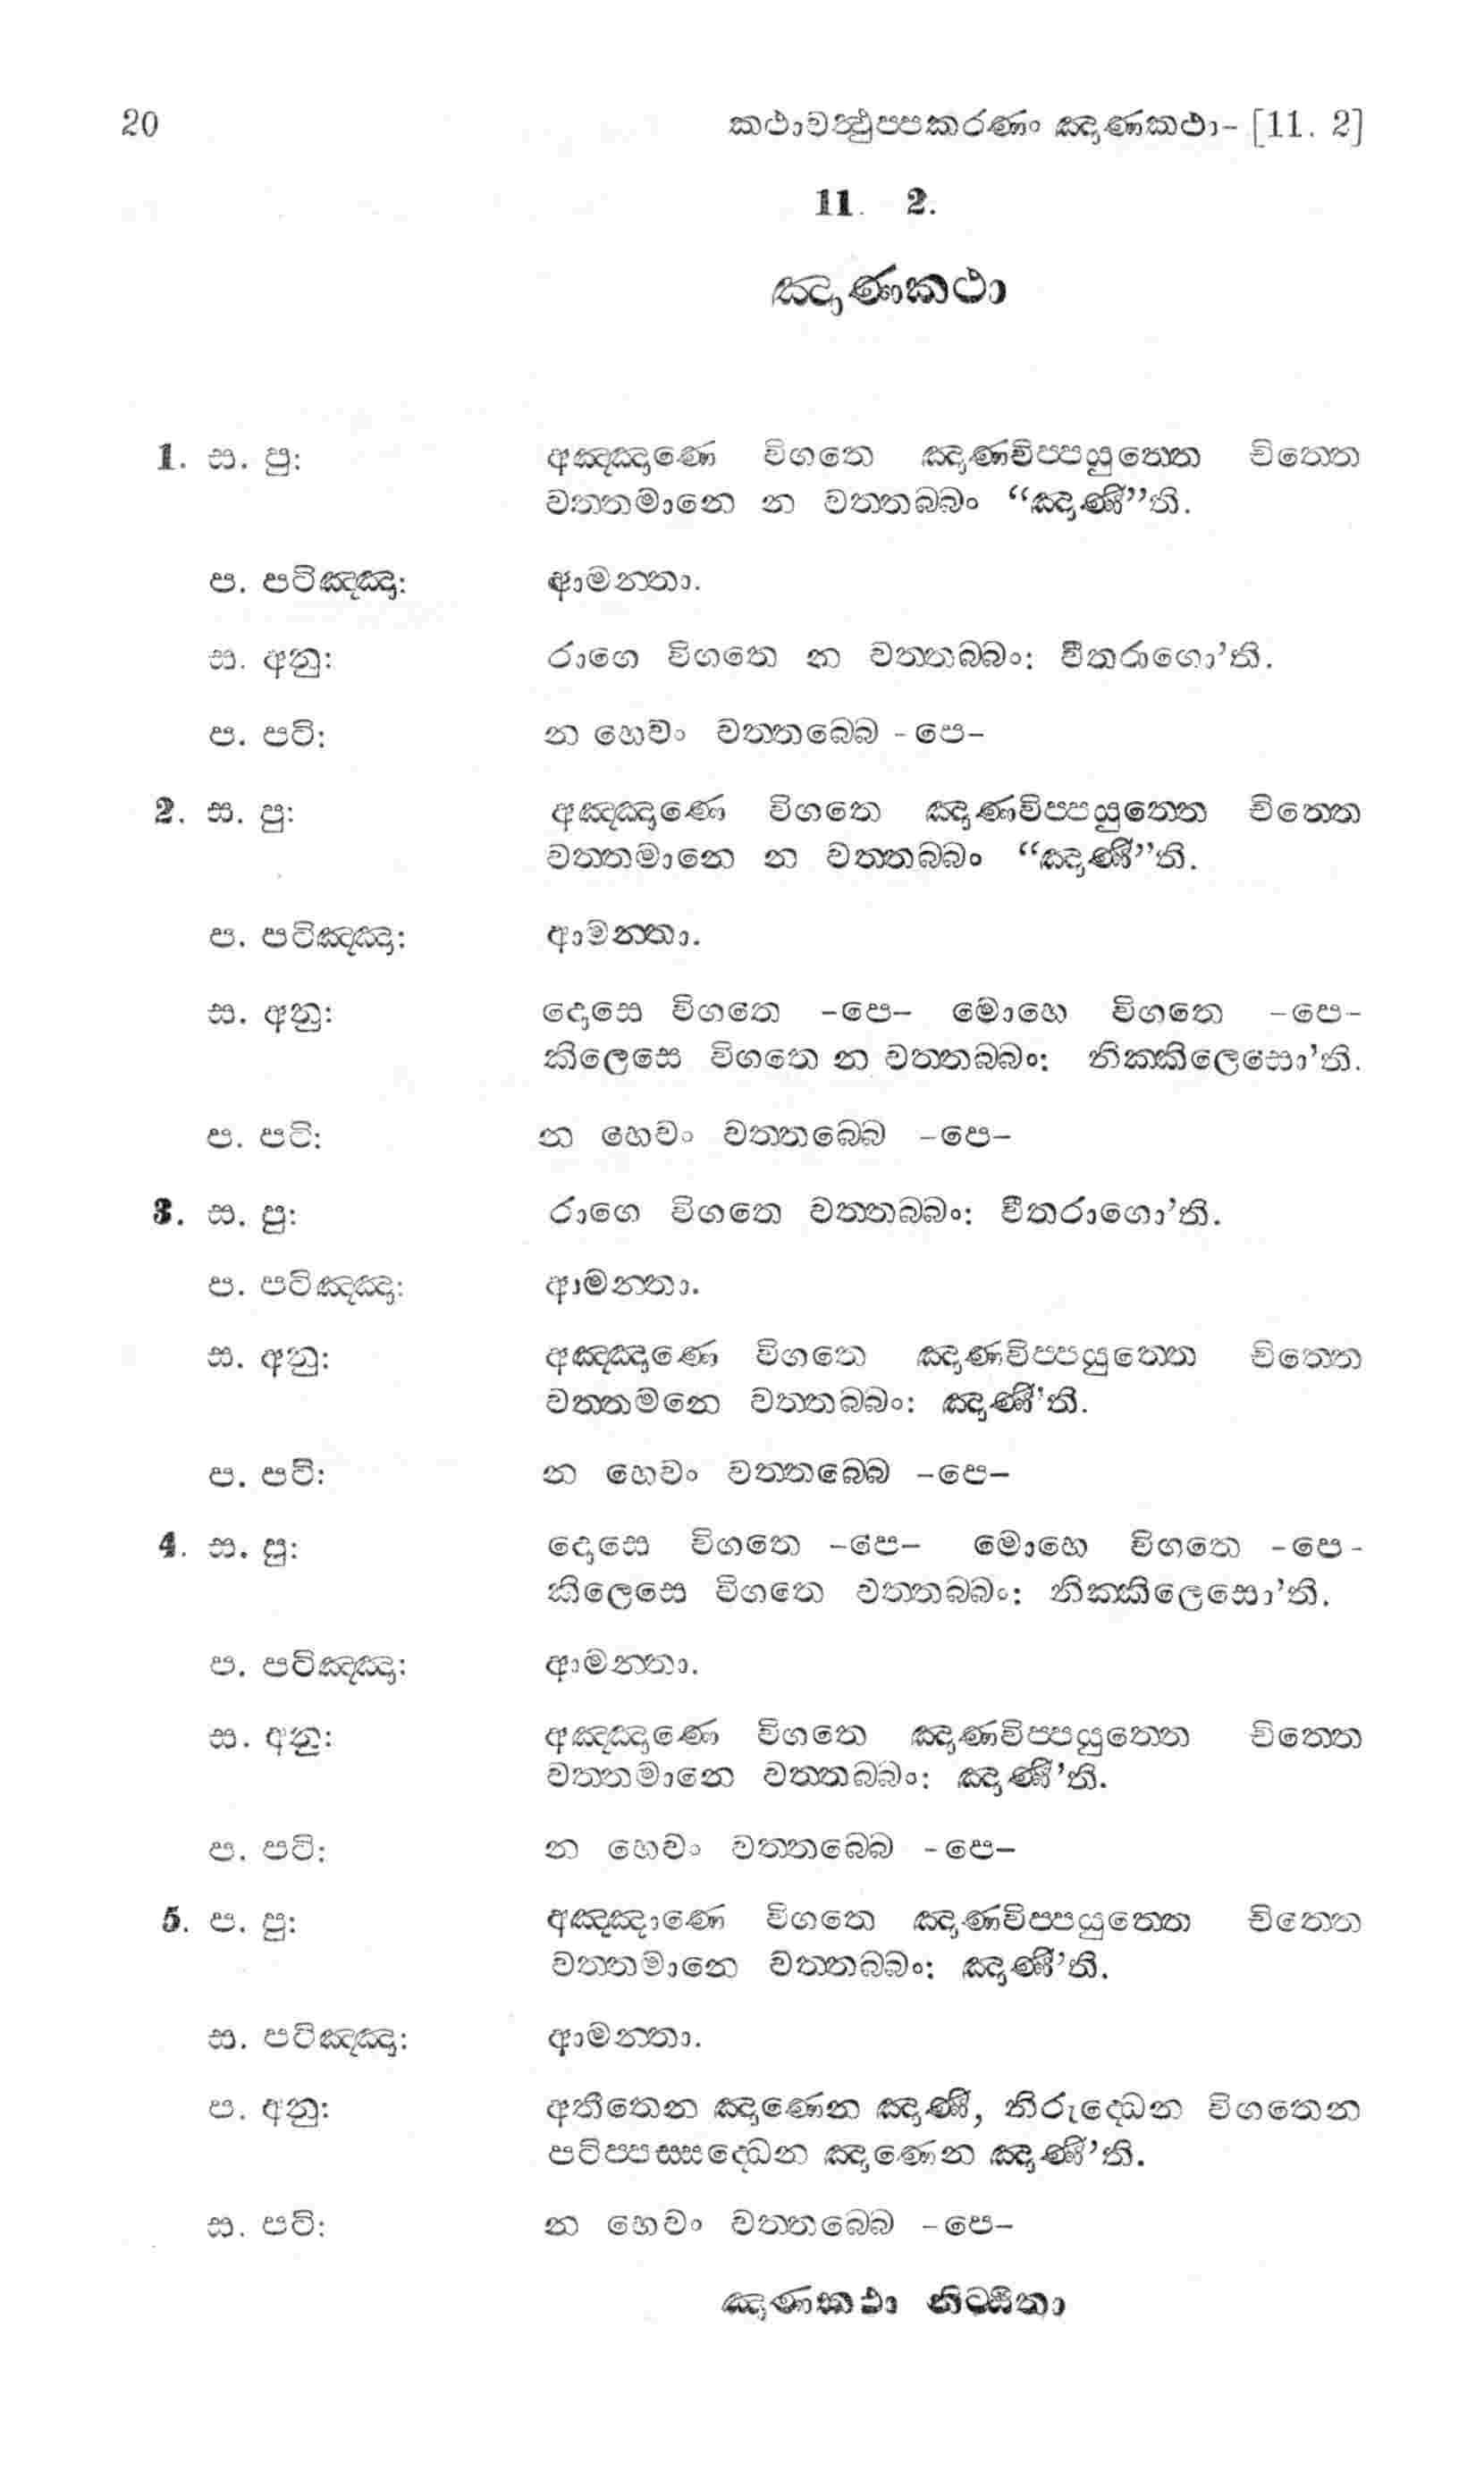 20 කථාවත්ථුප්පකරණං ඤාණකථා- [11. 2]
11. 2.
ඤාණකථා
1. ස. පු: අඤ්ඤාණෙ විගතෙ ඤාණවිප්පයුත්තෙ චිත්තෙ
වත්තමානෙ න වත්තබ්බං “ඤාණී”ති.
ප. පටිඤ්ඤා: ආමන්තා.
ස. අනු: රාගෙ විගතෙ න වත්තබ්බං: වීතරාගො’ති.
ප. පටි: න හෙවං වත්තබ්බෙ -පෙ-
2. ස. පු: අඤ්ඤාණෙ විගතෙ ඤාණවිප්පයුත්තෙ චිත්තෙ
වත්තමානෙ න වත්තබ්බං “ඤාණී”ති.
ප. පටිඤ්ඤා: ආමන්තා.
ස. අනු: දොසෙ විගතෙ -පෙ- මොහෙ විගතෙ -පෙ-
කිලෙසෙ විගතෙ න වත්තබ්බං: නික්කිලෙසො’ති.
ප. පටි: න හෙවං වත්තබ්බෙ -පෙ-
3. ස. පු: රාගෙ විගතෙ වත්තබ්බං: වීතරාගො’ති.
ප. පටිඤ්ඤා: ආමන්තා.
ස. අනු: අඤ්ඤාණෙ විගතෙ ඤාණවිප්පයුත්තෙ චිත්තෙ
වත්තමනෙ වත්තබ්බං: ඤාණී’ති.
ප. පටි: න හෙවං වත්තබ්බෙ -පෙ-
4. ස. පු: දොසෙ විගතෙ -පෙ- මොහෙ විගතෙ -පෙ-
කිලෙසෙ විගතෙ වත්තබ්බං: නික්කිලෙසො’ති.
ප. පටිඤ්ඤා: ආමන්තා.
ස. අනු: අඤ්ඤාණෙ විගතෙ ඤාණවිප්පයුත්තෙ චිත්තෙ
වත්තමානෙ වත්තබ්බං: ඤාණී’ති.
ප. පටි: න හෙවං වත්තබ්බෙ -පෙ-
5. ප. පු: අඤ්ඤාණෙ විගතෙ ඤාණවිප්පයුත්තෙ චිත්තෙ
වත්තමානෙ වත්තබ්බං: ඤාණී’ති.
ස. පටිඤ්ඤා: ආමන්තා.
ප. අනු: අතීතෙන ඤාණෙන ඤාණී, නිරුද්ධෙන විගතෙන
පටිප්පස්සද්ධෙන ඤාණෙන ඤාණී’ති.
ස. පටි: න හෙවං වත්තබ්බෙ -පෙ-
ඤාණකථා නිට්ඨිතා